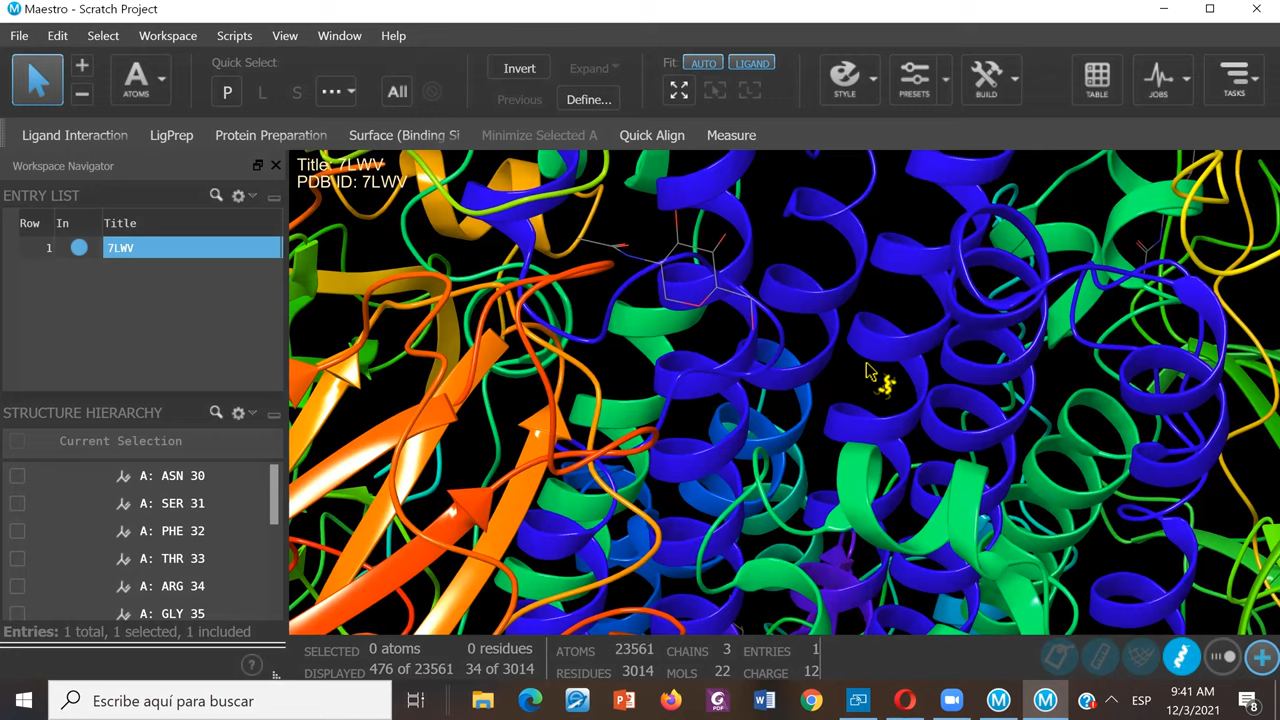 Maestro - Scratch Project
File Edit Select Workspace Scripts View Window Help
Quick Select
Invert Expand
Fit: AUTO LIGAND
ATOMS
P L S ... All
Previous Define...
STYLE PRESETS BUILD TABLE JOBS TASKS
Ligand Interaction LigPrep Protein Preparation Surface (Binding Si Minimize Selected A Quick Align Measure
Workspace Navigator
Title: 7LWV
PDB ID: 7LWV
ENTRY LIST
Row In Title
1 7LWV
STRUCTURE HIERARCHY
Current Selection
A: ASN 30
A: SER 31
A: PHE 32
A: THR 33
A: ARG 34
A: GLY 35
Entries: 1 total, 1 selected, 1 included
SELECTED 0 atoms 0 residues ATOMS 23561 CHAINS 3 ENTRIES 1
DISPLAYED 476 of 23561 34 of 3014 RESIDUES 3014 MOLS 22 CHARGE 12
Escribe aquí para buscar
ESP
9:41 AM
12/3/2021
8